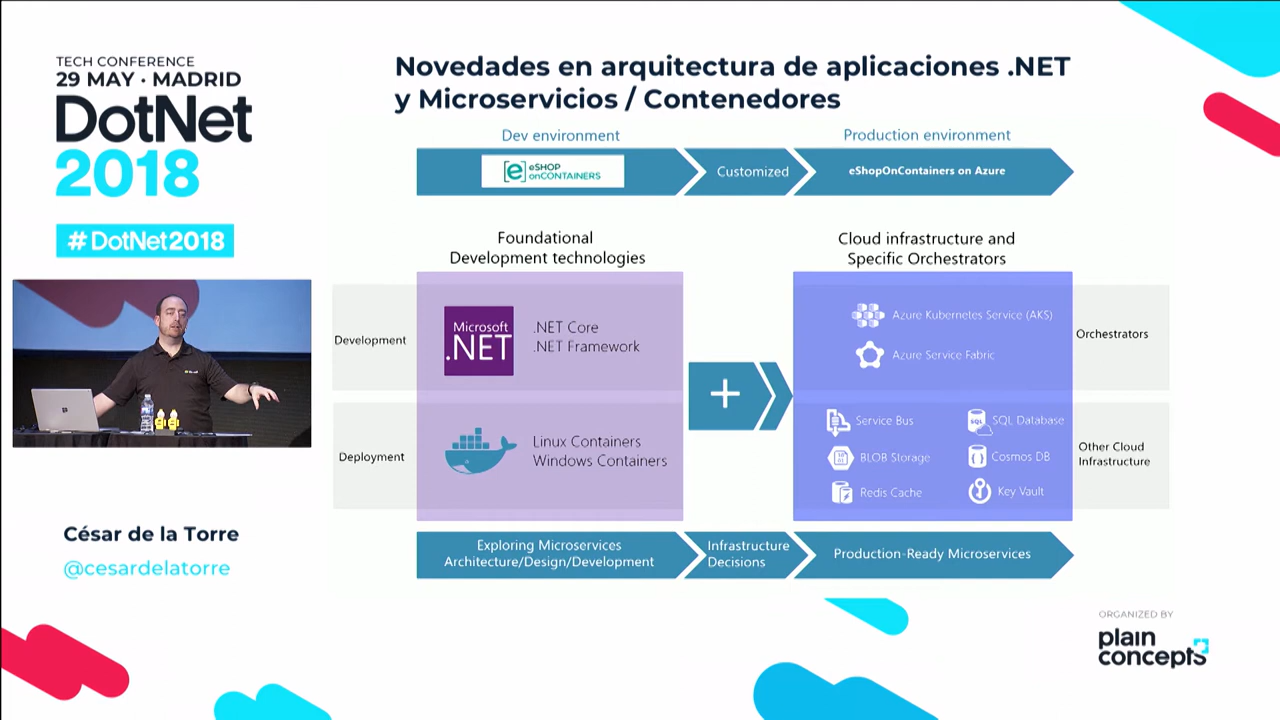 TECH CONFERENCE
29 MAY · MADRID
DotNet
2018
#DotNet2018
César de la Torre
@cesardelatorre
Novedades en arquitectura de aplicaciones .NET
y Microservicios / Contenedores
Dev environment
Production environment
eSHOP
onCONTAINERS
Customized
eShopOnContainers on Azure
Foundational
Development technologies
Cloud infrastructure and
Specific Orchestrators
Development
Microsoft
.NET
.NET Core
.NET Framework
Azure Kubernetes Service (AKS)
Azure Service Fabric
Orchestrators
Deployment
Linux Containers
Windows Containers
Service Bus
SQL
SQL Database
BLOB Storage
Cosmos DB
Redis Cache
Key Vault
Other Cloud
Infrastructure
Exploring Microservices
Architecture/Design/Development
Infrastructure
Decisions
Production-Ready Microservices
ORGANIZED BY
plain
concepts